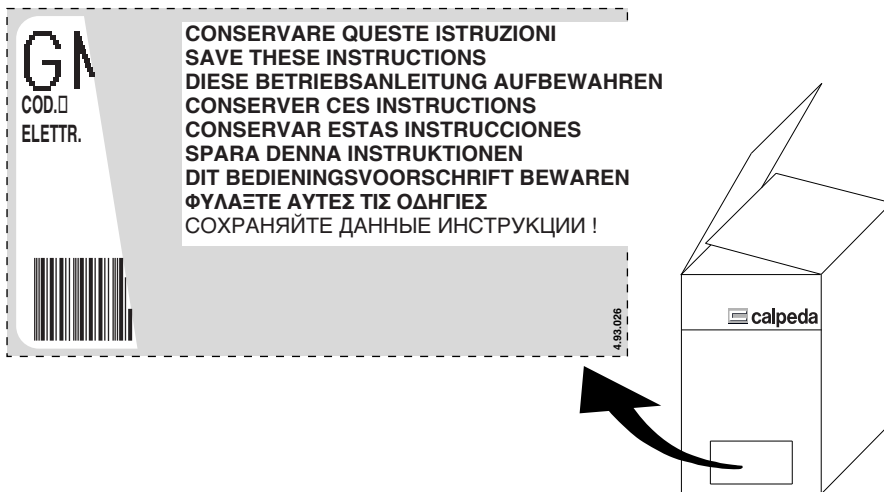 GM
COD.
ELETTR.
CONSERVARE QUESTE ISTRUZIONI
SAVE THESE INSTRUCTIONS
DIESE BETRIEBSANLEITUNG AUFBEWAHREN
CONSERVER CES INSTRUCTIONS
CONSERVAR ESTAS INSTRUCCIONES
SPARA DENNA INSTRUKTIONEN
DIT BEDIENINGSVOORSCHRIFT BEWAREN
ΦΥΛΑΞΤΕ ΑΥΤΕΣ ΤΙΣ ΟΔΗΓΙΕΣ
СОХРАНЯЙТЕ ДАННЫЕ ИНСТРУКЦИИ !
4.93.026
calpeda